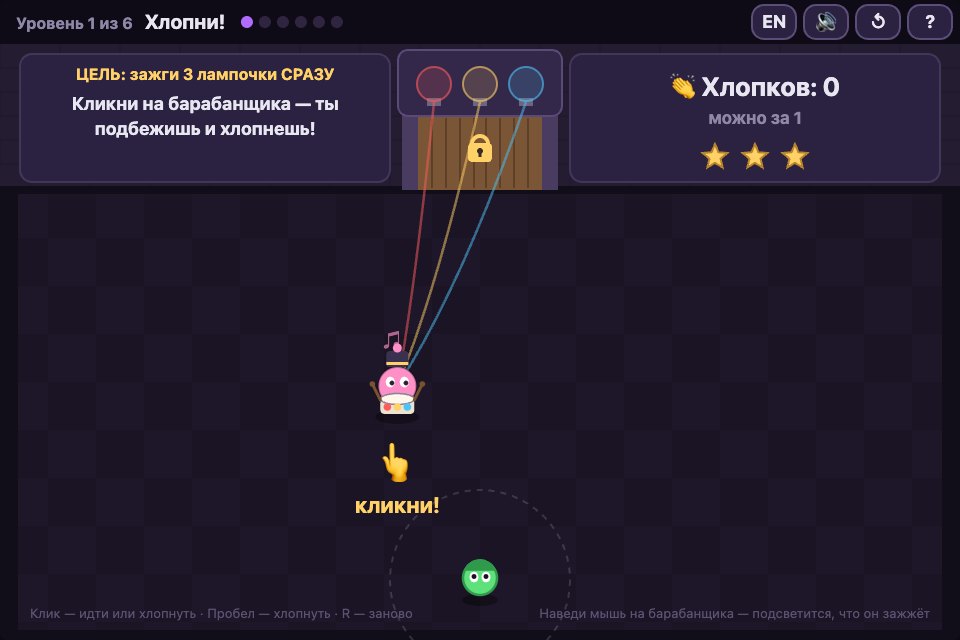 Уровень 1 из 6 Хлопни!
EN
?
ЦЕЛЬ: зажги 3 лампочки СРАЗУ
Кликни на барабанщика — ты
подбежишь и хлопнешь!
Хлопков: 0
можно за 1
кликни!
Клик — идти или хлопнуть · Пробел — хлопнуть · R — заново
Наведи мышь на барабанщика — подсветится, что он зажжёт